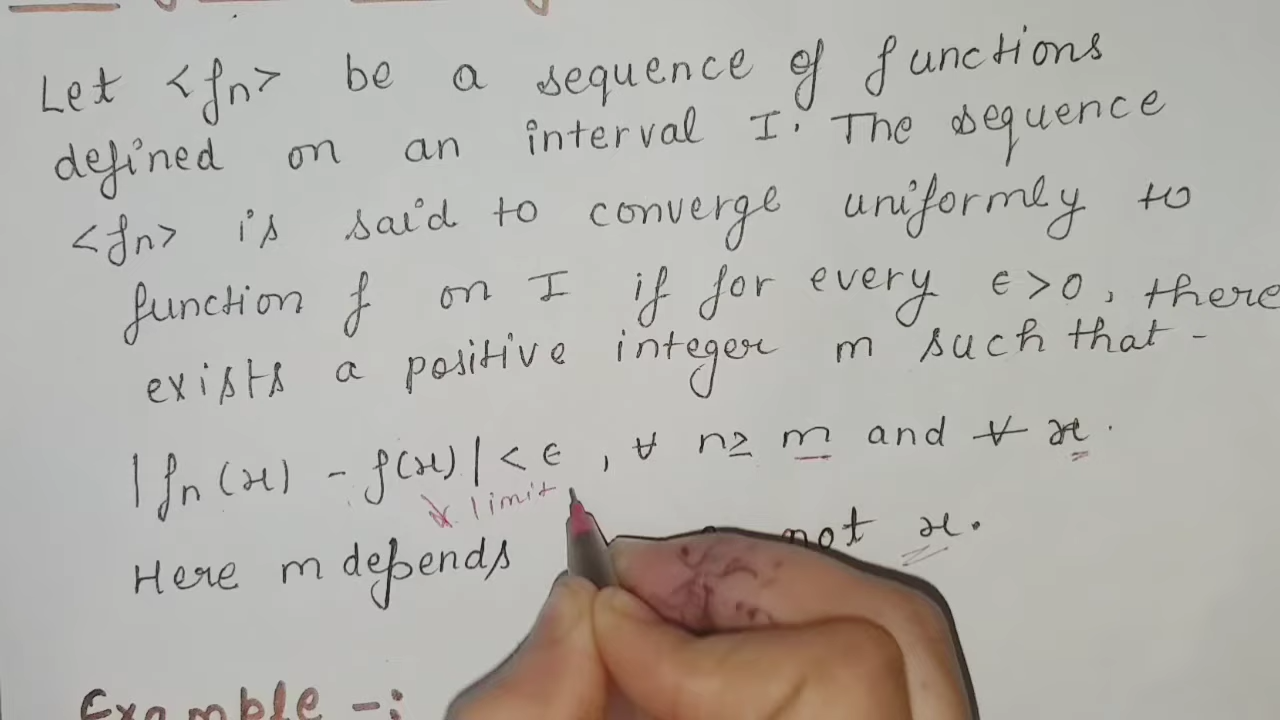 Let <fn> be a sequence of functions
defined on an interval I. The sequence
<fn> is said to converge uniformly to
function f on I if for every ϵ>0, there
exists a positive integer m such that -
|fn(x) - f(x)| < ϵ, ∀ n≥ m and ∀ x.
limit
Here m depends not x.
Example -: